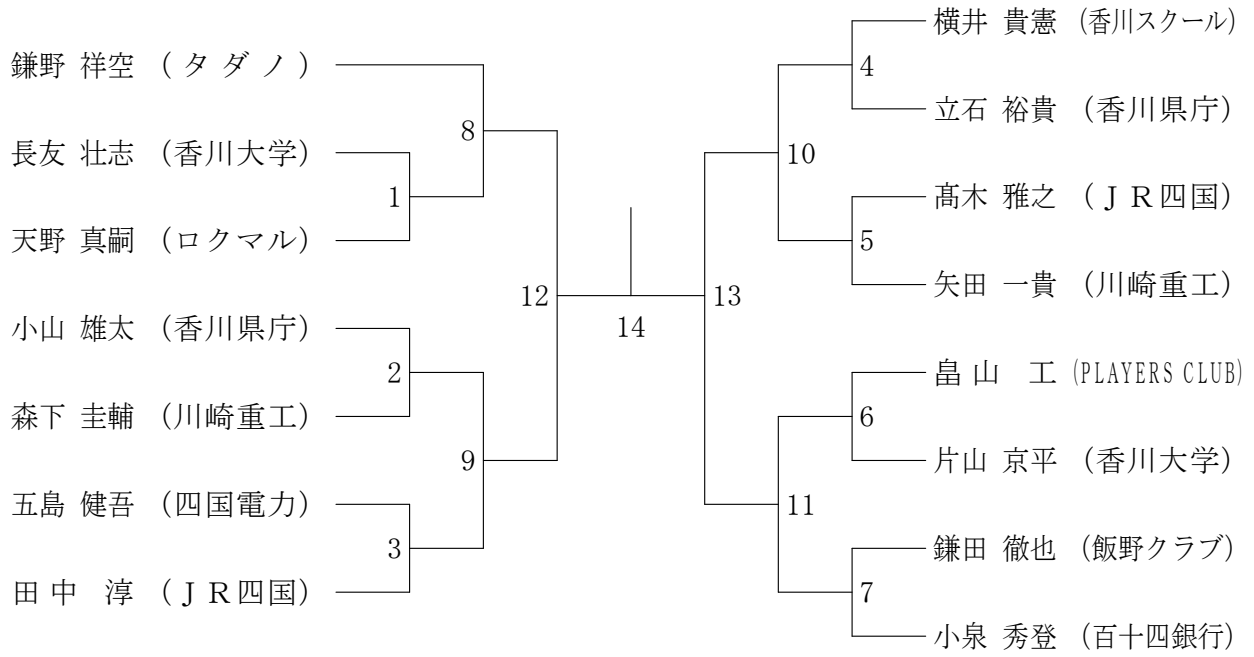 鎌野 祥空 (タダノ)
長友 壮志 (香川大学)
天野 真嗣 (ロクマル)
小山 雄太 (香川県庁)
森下 圭輔 (川崎重工)
五島 健吾 (四国電力)
田中 淳 (JR四国)
1
2
3
8
9
12
14
13
10
11
4
5
6
7
横井 貴憲 (香川スクール)
立石 裕貴 (香川県庁)
髙木 雅之 (JR四国)
矢田 一貴 (川崎重工)
畠山 工 (PLAYERS CLUB)
片山 京平 (香川大学)
鎌田 徹也 (飯野クラブ)
小泉 秀登 (百十四銀行)